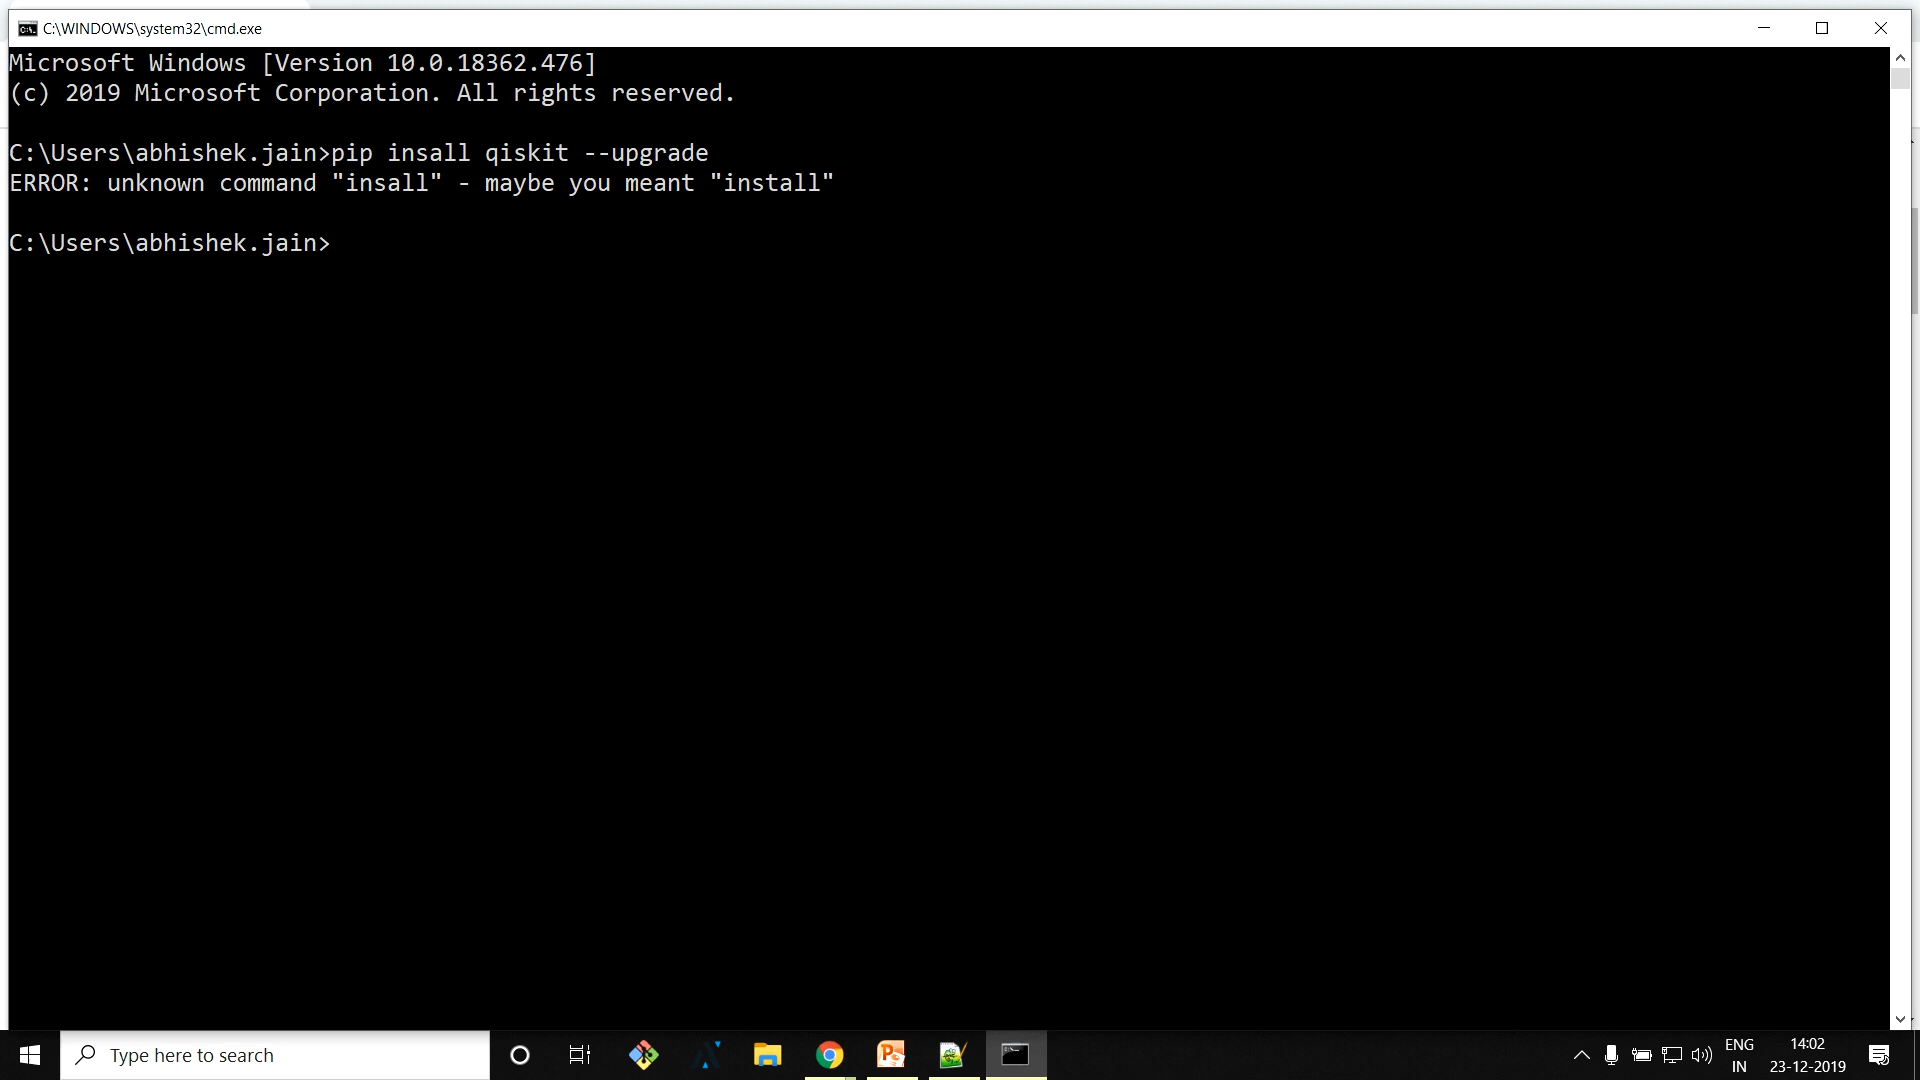 C:\WINDOWS\system32\cmd.exe
Microsoft Windows [Version 10.0.18362.476]
(c) 2019 Microsoft Corporation. All rights reserved.
C:\Users\abhishek.jain>pip insall qiskit --upgrade
ERROR: unknown command "insall" - maybe you meant "install"
C:\Users\abhishek.jain>
Type here to search
ENG
IN
14:02
23-12-2019